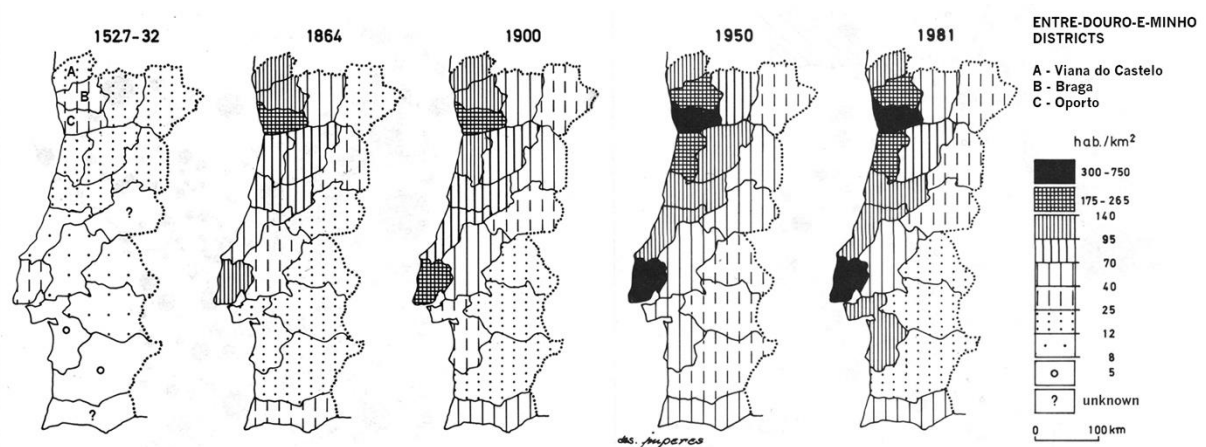 1527-32
1864
1900
1950
1981
A
B
C
?
o
o
?
des. imperes
ENTRE-DOURO-E-MINHO
DISTRICTS
A - Viana do Castelo
B - Braga
C - Oporto
hab./km²
300-750
175-265
140
95
70
40
25
12
8
o 5
? unknown
0 100 km